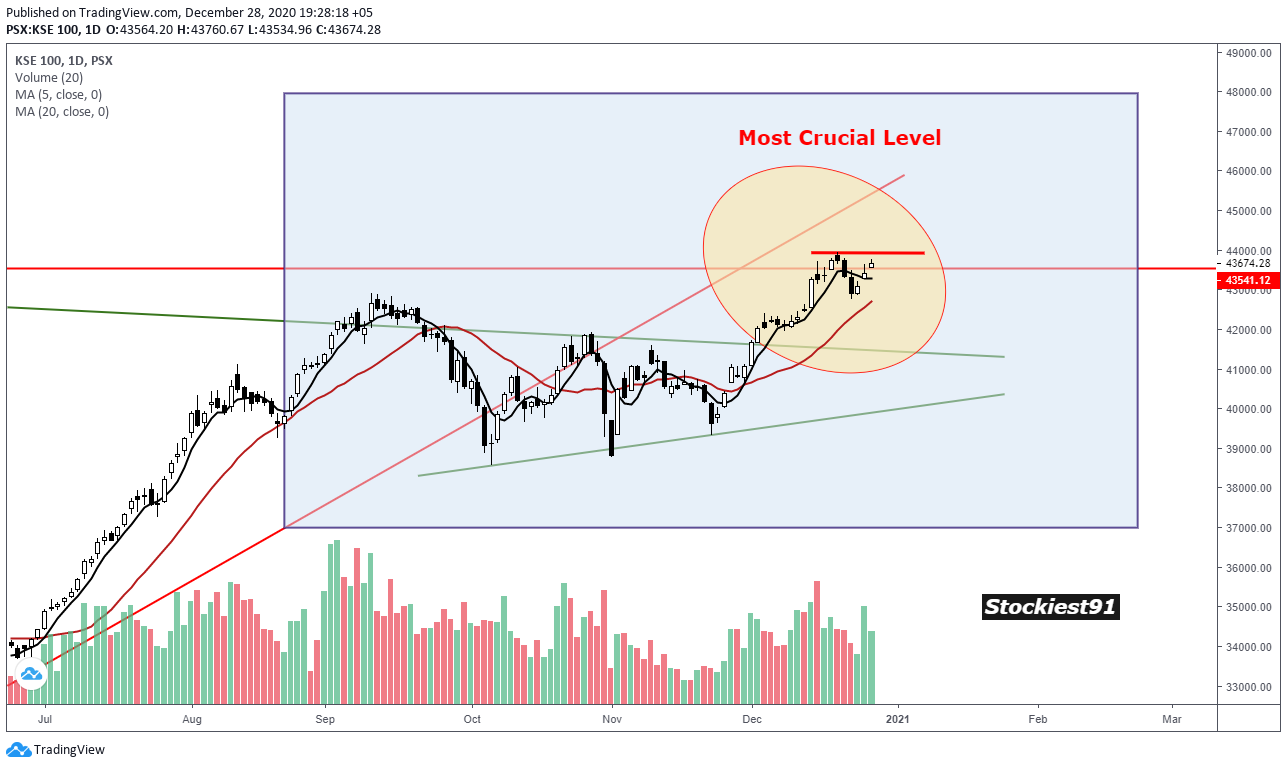 Published on TradingView.com, December 28, 2020 19:28:18 +05
PSX:KSE 100, 1D O:43564.20 H:43760.67 L:43534.96 C:43674.28
KSE 100, 1D, PSX
Volume (20)
MA (5, close, 0)
MA (20, close, 0)
Most Crucial Level
49000.00
48000.00
47000.00
46000.00
45000.00
44000.00
43674.28
43541.12
43000.00
42000.00
41000.00
40000.00
39000.00
38000.00
37000.00
36000.00
35000.00
34000.00
33000.00
Stockiest91
Jul Aug Sep Oct Nov Dec 2021 Feb Mar
TradingView